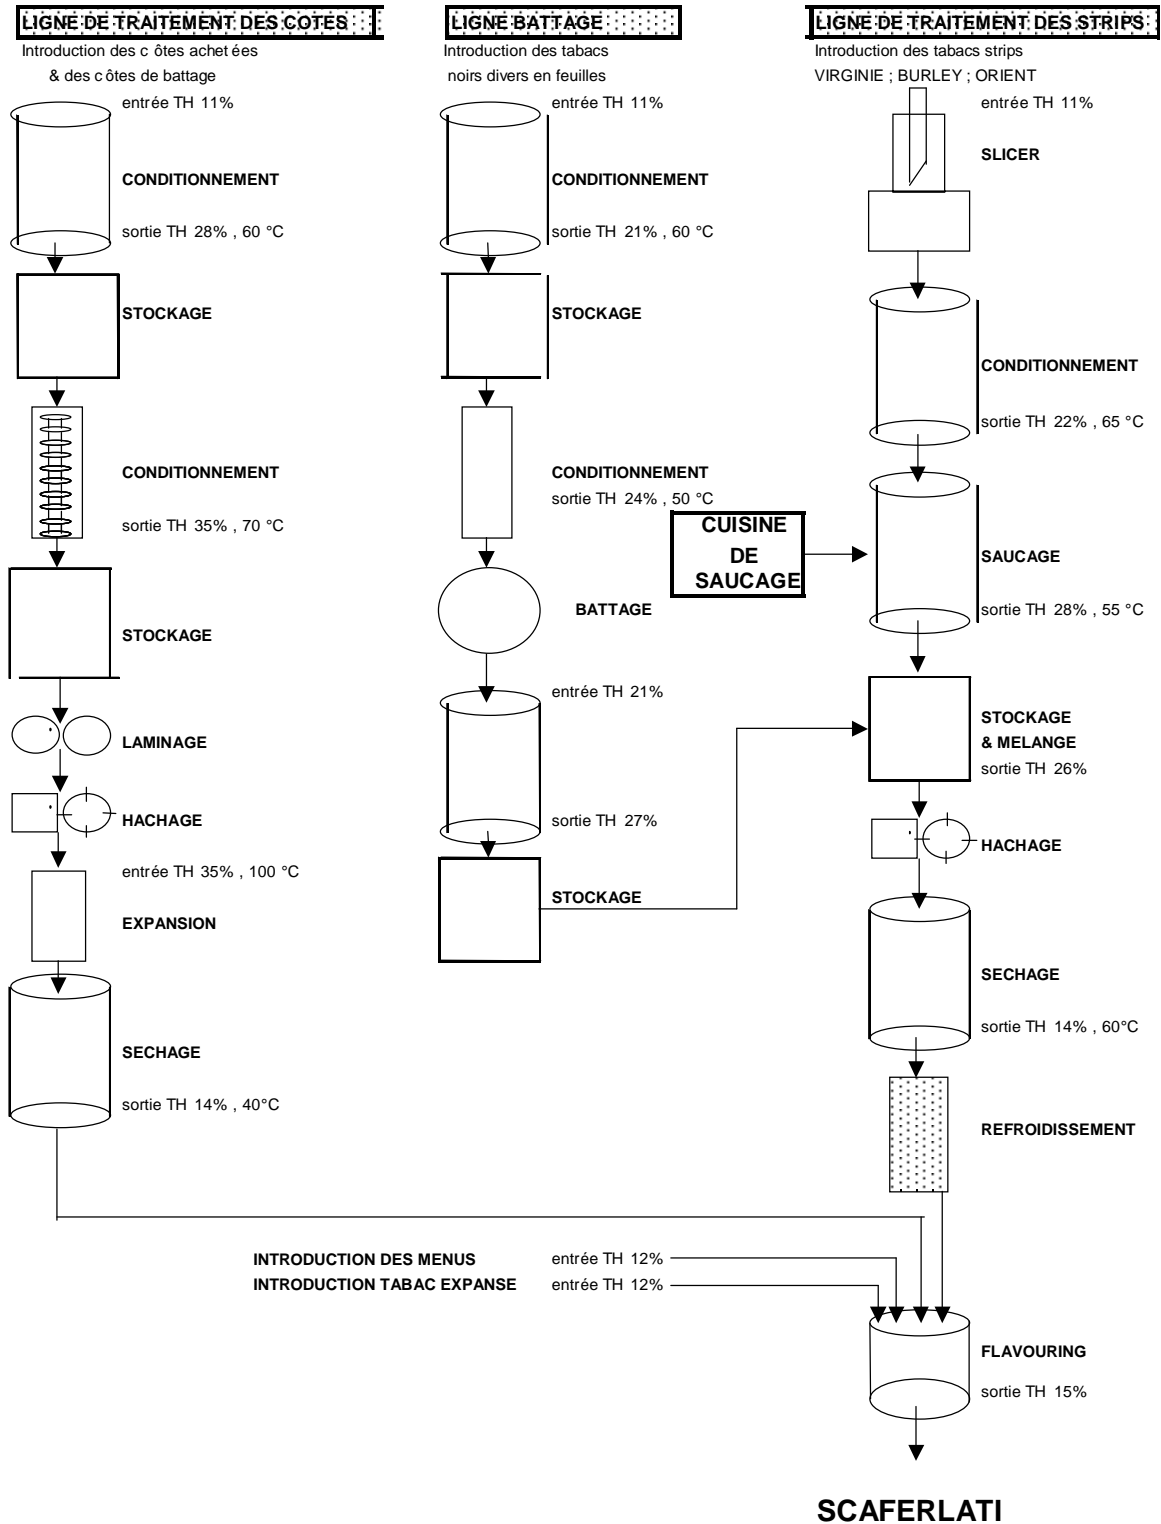 LIGNE DE TRAITEMENT DES COTES
Introduction des c ôtes achet ées
& des côtes de battage
entrée TH 11%
CONDITIONNEMENT
sortie TH 28% , 60 °C
STOCKAGE
CONDITIONNEMENT
sortie TH 35% , 70 °C
STOCKAGE
LAMINAGE
HACHAGE
entrée TH 35% , 100 °C
EXPANSION
SECHAGE
sortie TH 14% , 40°C
LIGNE BATTAGE
Introduction des tabacs
noirs divers en feuilles
entrée TH 11%
CONDITIONNEMENT
sortie TH 21% , 60 °C
STOCKAGE
CONDITIONNEMENT
sortie TH 24% , 50 °C
BATTAGE
entrée TH 21%
sortie TH 27%
STOCKAGE
LIGNE DE TRAITEMENT DES STRIPS
Introduction des tabacs strips
VIRGINIE ; BURLEY ; ORIENT
entrée TH 11%
SLICER
CONDITIONNEMENT
sortie TH 22% , 65 °C
CUISINE
DE
SAUCAGE
SAUCAGE
sortie TH 28% , 55 °C
STOCKAGE
& MELANGE
sortie TH 26%
HACHAGE
SECHAGE
sortie TH 14% , 60°C
REFROIDISSEMENT
INTRODUCTION DES MENUS entrée TH 12%
INTRODUCTION TABAC EXPANSE entrée TH 12%
FLAVOURING
sortie TH 15%
SCAFERLATI